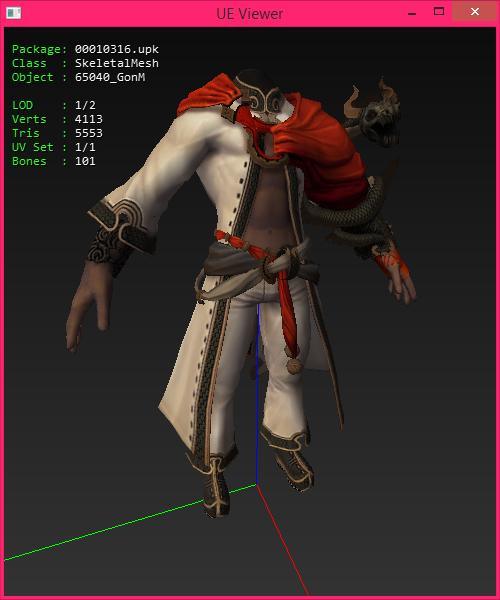 UE Viewer
Package: 00010316.upk
Class  : SkeletalMesh
Object : 65040_GonM
LOD    : 1/2
Verts  : 4113
Tris   : 5553
UV Set : 1/1
Bones  : 101